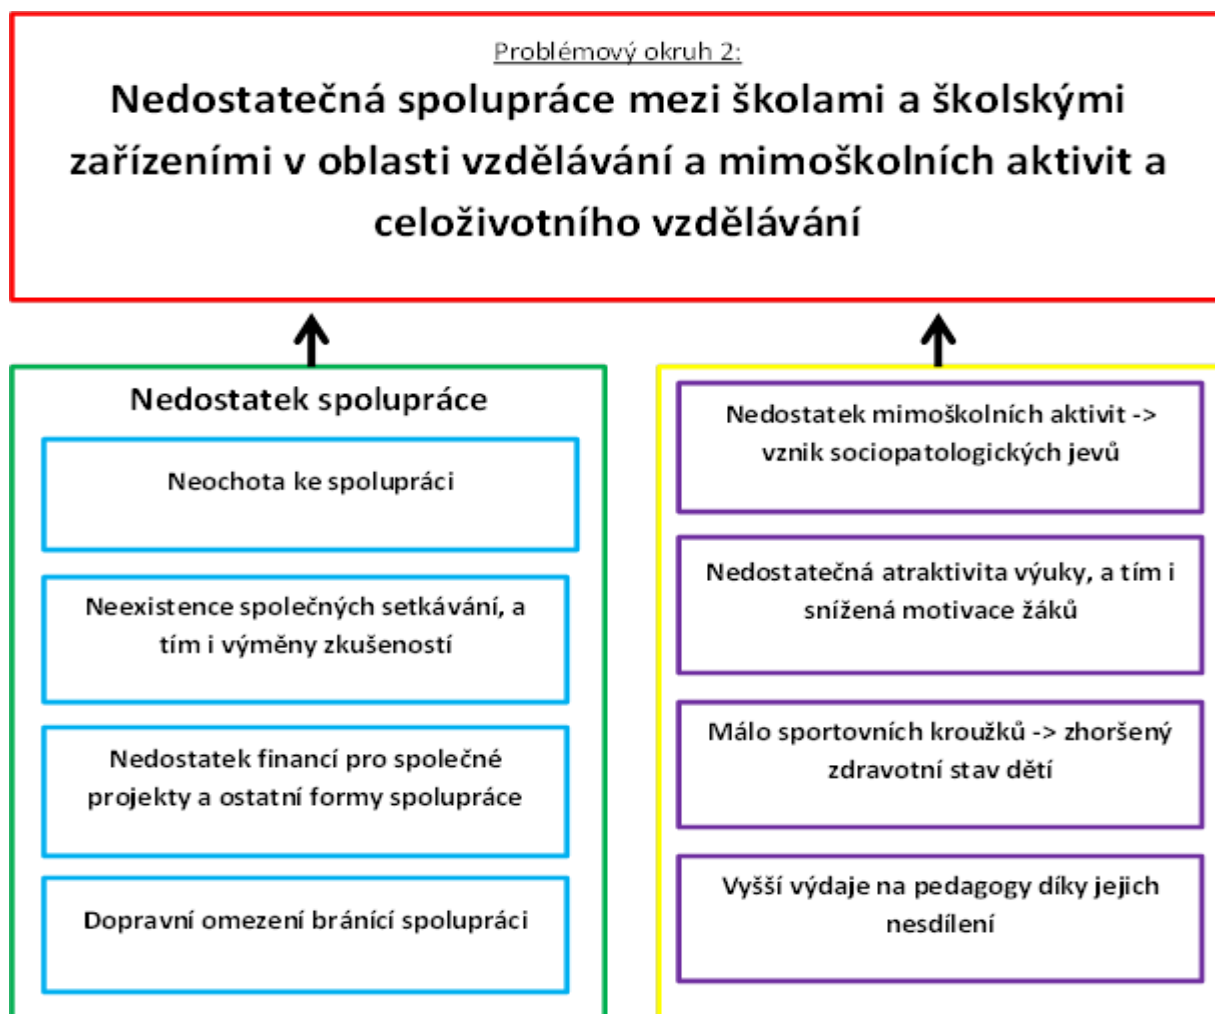 Problémový okruh 2:
Nedostatečná spolupráce mezi školami a školskými
zařízeními v oblasti vzdělávání a mimoškolních aktivit a
celoživotního vzdělávání
Nedostatek spolupráce
Neochota ke spolupráci
Neexistence společných setkávání, a
tím i výměny zkušeností
Nedostatek financí pro společné
projekty a ostatní formy spolupráce
Dopravní omezení bránící spolupráci
Nedostatek mimoškolních aktivit ->
vznik sociopatologických jevů
Nedostatečná atraktivita výuky, a tím i
snížená motivace žáků
Málo sportovních kroužků -> zhoršený
zdravotní stav dětí
Vyšší výdaje na pedagogy díky jejich
nesdílení